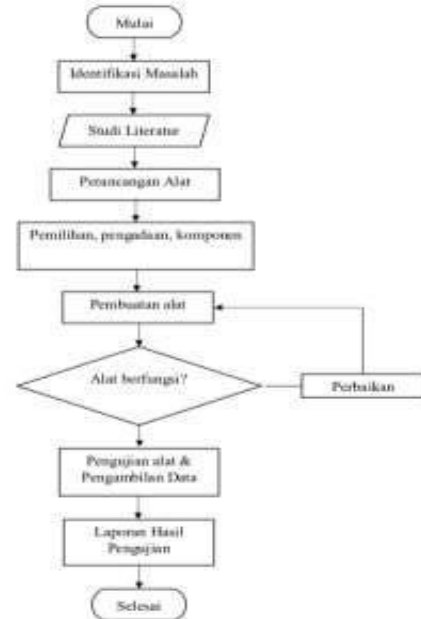 Mulai
Identifikasi Masalah
Studi Literatur
Perancangan Alat
Pemilihan, pengadaan, komponen
Pembuatan alat
Alat berfungsi?
Perbaikan
Pengujian alat &
Pengambilan Data
Laporan Hasil
Pengujian
Selesai